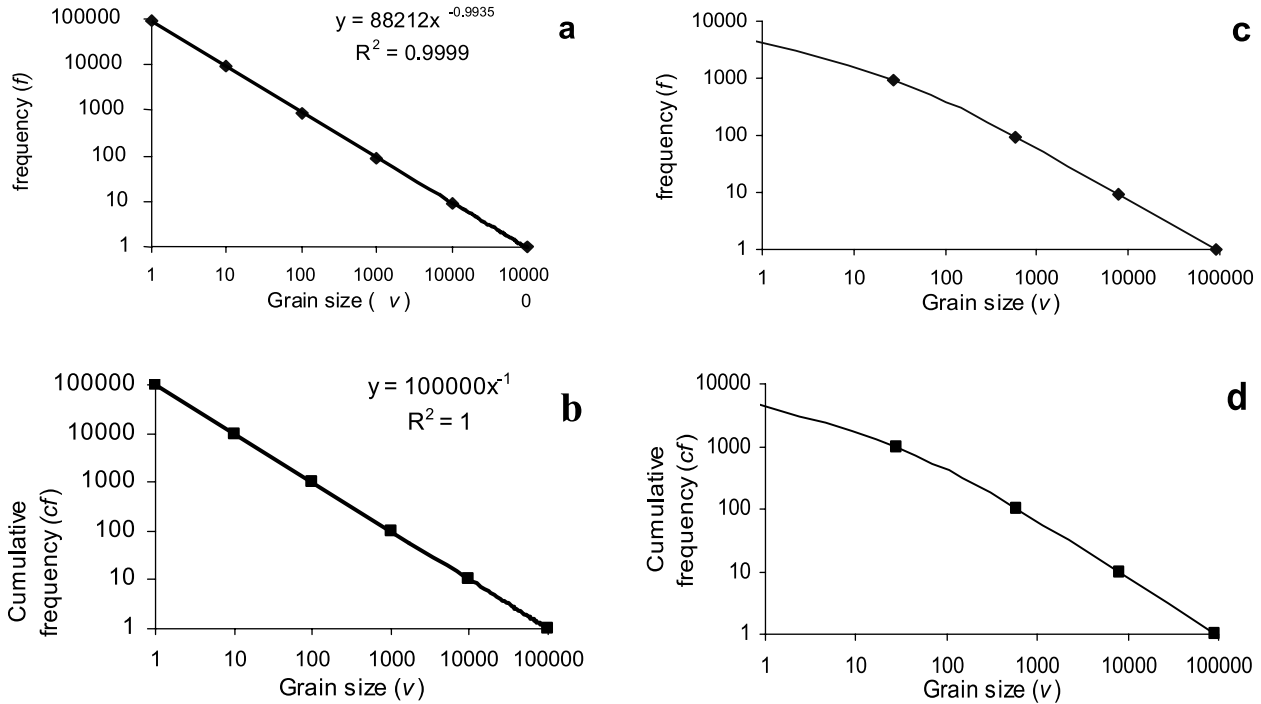 a
y = 88212x -0.9935
R2 = 0.9999
frequency (f)
100000
10000
1000
100
10
1
1 10 100 1000 10000 10000
0
Grain size ( v)
c
frequency (f)
10000
1000
100
10
1
1 10 100 1000 10000 100000
Grain size (v)
b
y = 100000x-1
R2 = 1
Cumulative
frequency (cf)
100000
10000
1000
100
10
1
1 10 100 1000 10000 100000
Grain size (v)
d
Cumulative
frequency (cf)
10000
1000
100
10
1
1 10 100 1000 10000 100000
Grain size (v)